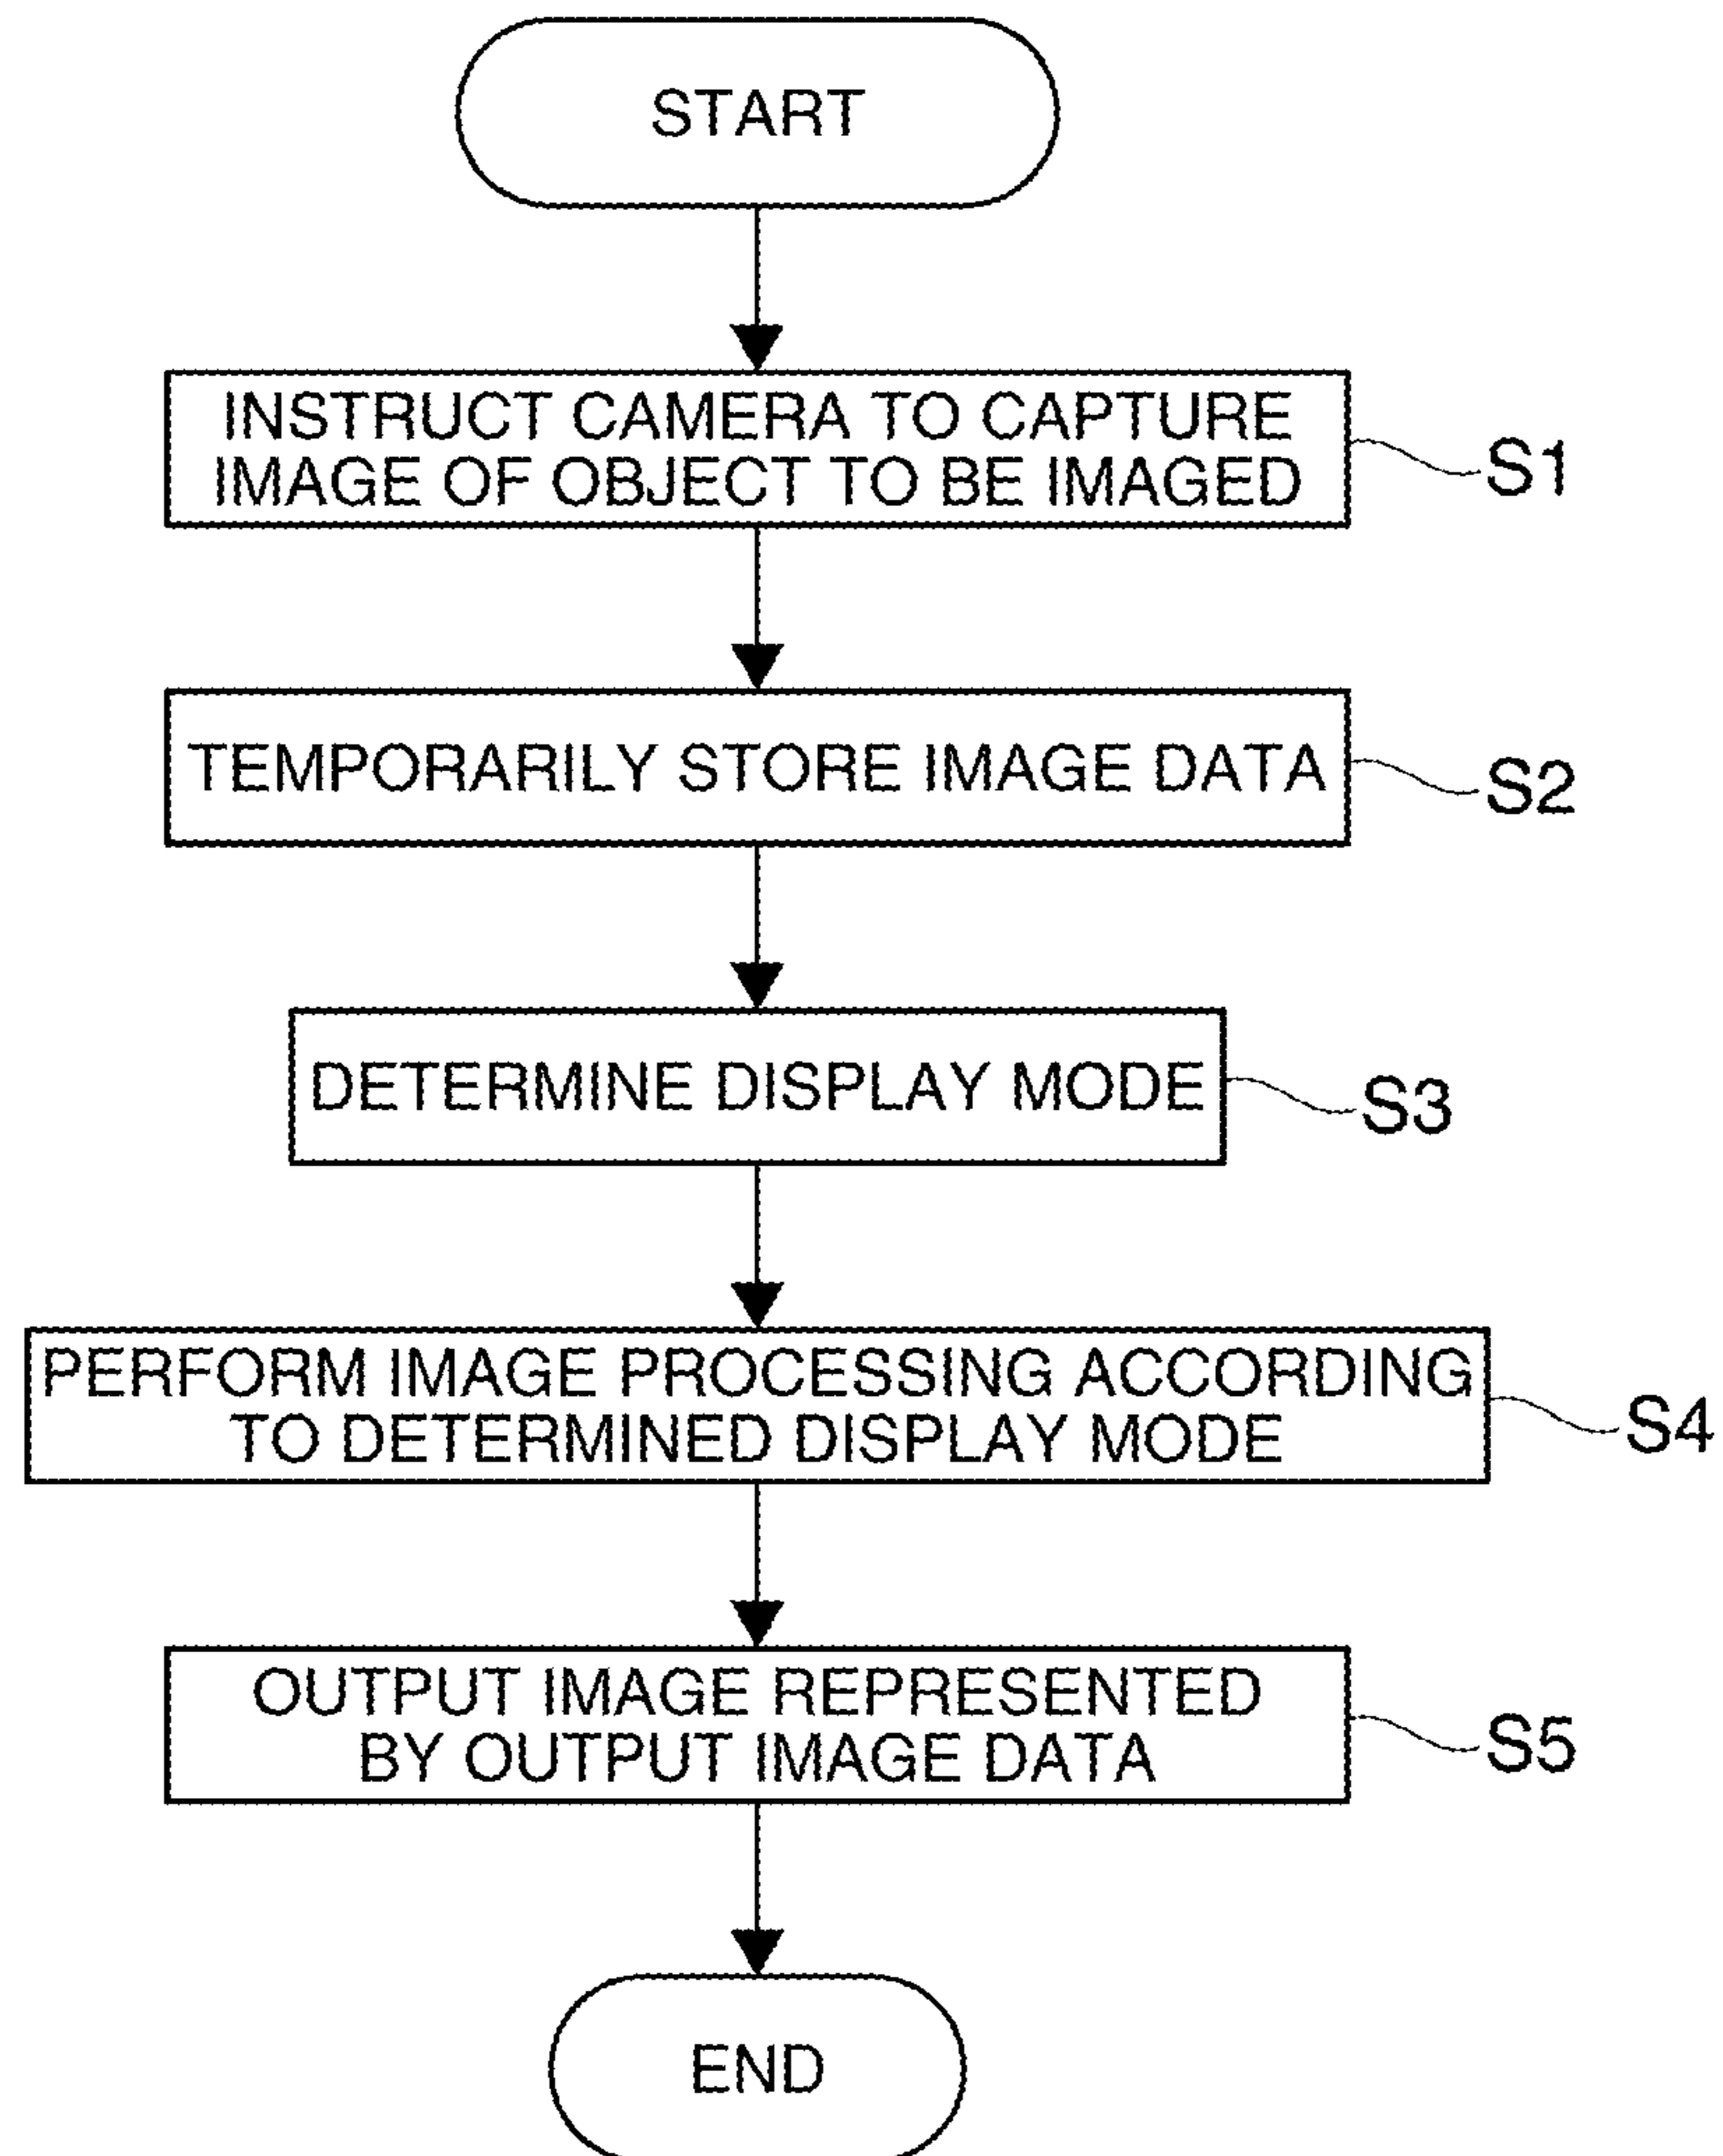 START
INSTRUCT CAMERA TO CAPTURE
IMAGE OF OBJECT TO BE IMAGED
S1
TEMPORARILY STORE IMAGE DATA
S2
DETERMINE DISPLAY MODE
S3
PERFORM IMAGE PROCESSING ACCORDING
TO DETERMINED DISPLAY MODE
S4
OUTPUT IMAGE REPRESENTED
BY OUTPUT IMAGE DATA
S5
END